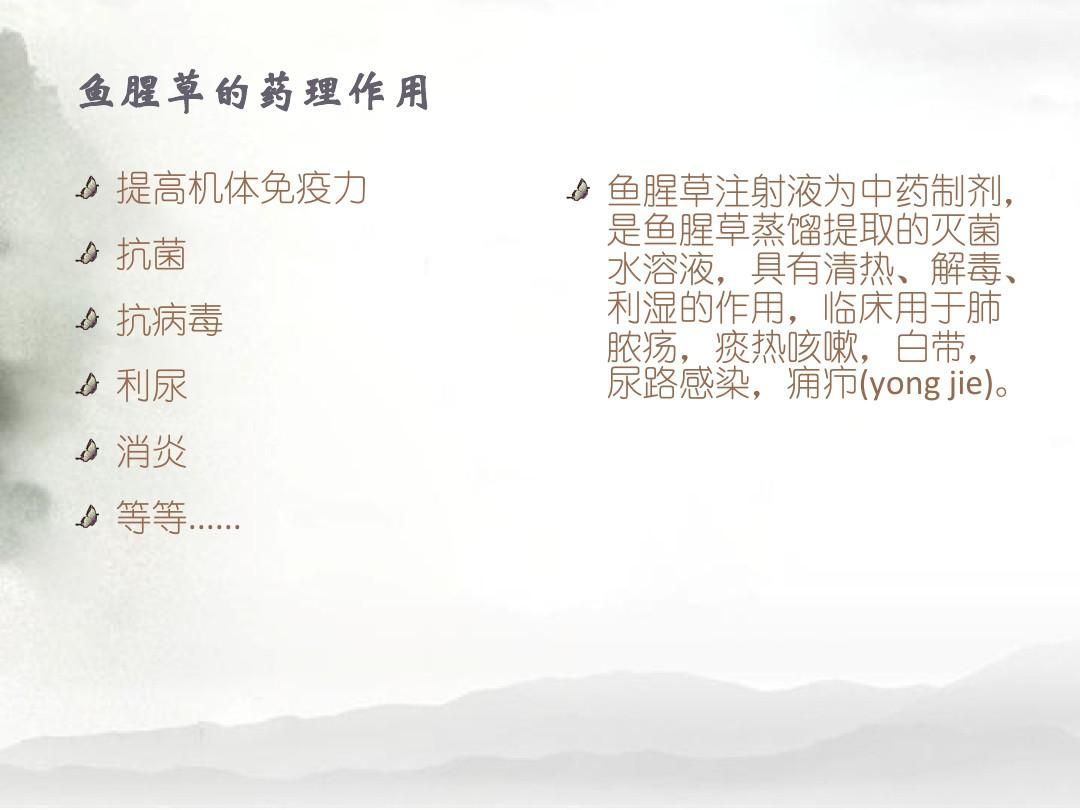 鱼腥草的药理作用
提高机体免疫力
抗菌
抗病毒
利尿
消炎
等等......
鱼腥草注射液为中药制剂，
是鱼腥草蒸馏提取的灭菌
水溶液，具有清热、解毒、
利湿的作用，临床用于肺
脓疡，痰热咳嗽，白带，
尿路感染，痈疖(yong jie)。